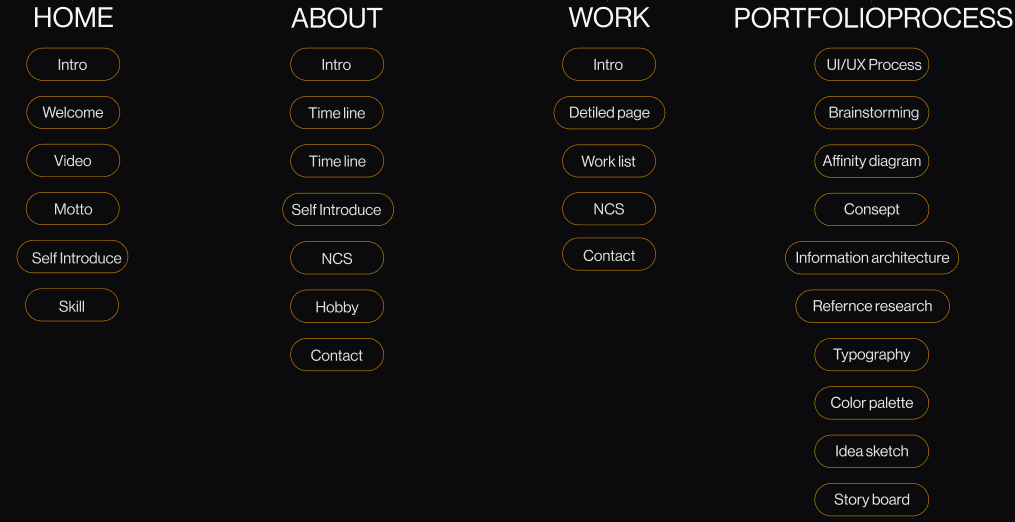 HOME
Intro
Welcome
Video
Motto
Self Introduce
Skill
ABOUT
Intro
Time line
Time line
Self Introduce
NCS
Hobby
Contact
WORK
Intro
Detiled page
Work list
NCS
Contact
PORTFOLIOPROCESS
UI/UX Process
Brainstorming
Affinity diagram
Consept
Information architecture
Refernce research
Typography
Color palette
Idea sketch
Story board